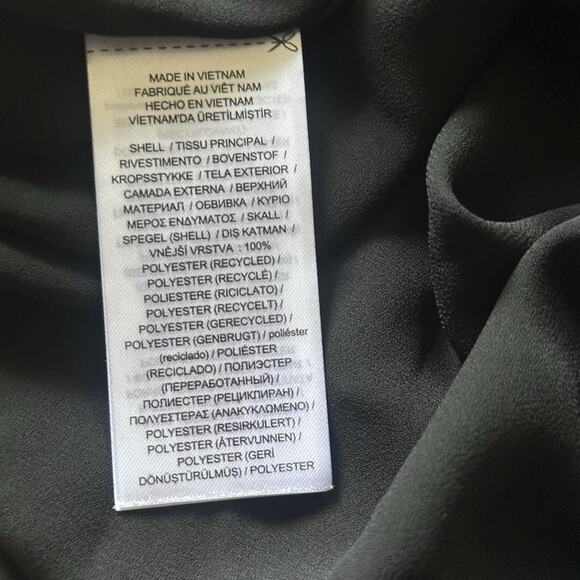 MADE IN VIETNAM
FABRIQUÉ AU VIÊT NAM
HECHO EN VIETNAM
VİETNAM'DA ÜRETİLMİŞTİR
SHELL / TISSU PRINCIPAL /
RIVESTIMENTO / BOVENSTOF /
KROPSSTYKKE / TELA EXTERIOR /
CAMADA EXTERNA / ВЕРХНИЙ
МАТЕРИАЛ / ОБВИВКА / ΚΥΡΙΟ
ΜΕΡΟΣ ΕΝΔΥΜΑΤΟΣ / SKALL /
SPEGEL (SHELL) / DIŞ KATMAN /
VNĚJŠÍ VRSTVA : 100%
POLYESTER (RECYCLED) /
POLYESTER (RECYCLÉ) /
POLIESTERE (RICICLATO) /
POLYESTER (RECYCELT) /
POLYESTER (GERECYCLED) /
POLYESTER (GENBRUGT) / poliéster
(reciclado) / POLIÉSTER
(RECICLADO) / ПОЛИЭСТЕР
(ПЕРЕРАБОТАННЫЙ) /
ПОЛИЕСТЕР (РЕЦИКЛИРАН) /
ΠΟΛΥΕΣΤΕΡΑΣ (ΑΝΑΚΥΚΛΩΜΕΝΟ) /
POLYESTER (RESIRKULERT) /
POLYESTER (ÅTERVUNNEN) /
POLYESTER (GERİ
DÖNÜŞTÜRÜLMÜŞ) / POLYESTER